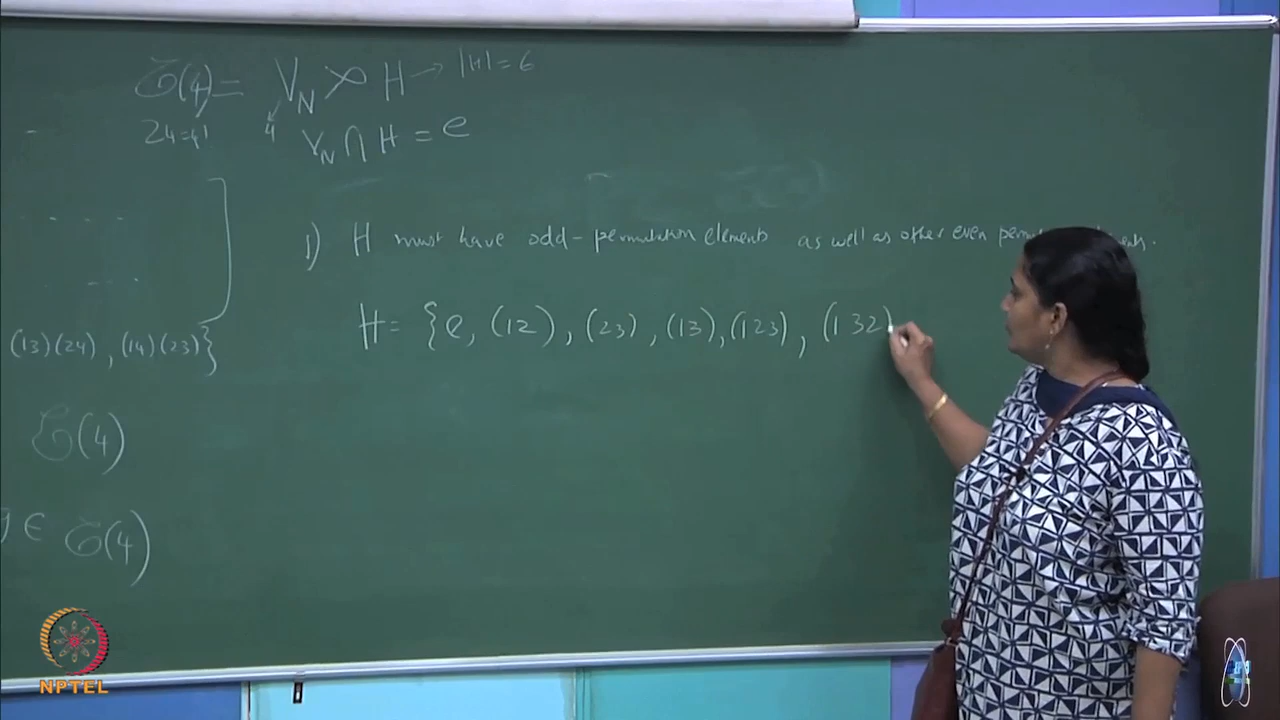 𝔖(4) = V_N ⋊ H → |H| = 6
24=4! 4 V_N ∩ H = e
1) H must have odd-permutation elements as well as other even
H = {e, (12), (23), (13), (123), (132)
(13)(24), (14)(23)}
𝔖(4)
g ∈ 𝔖(4)
NPTEL